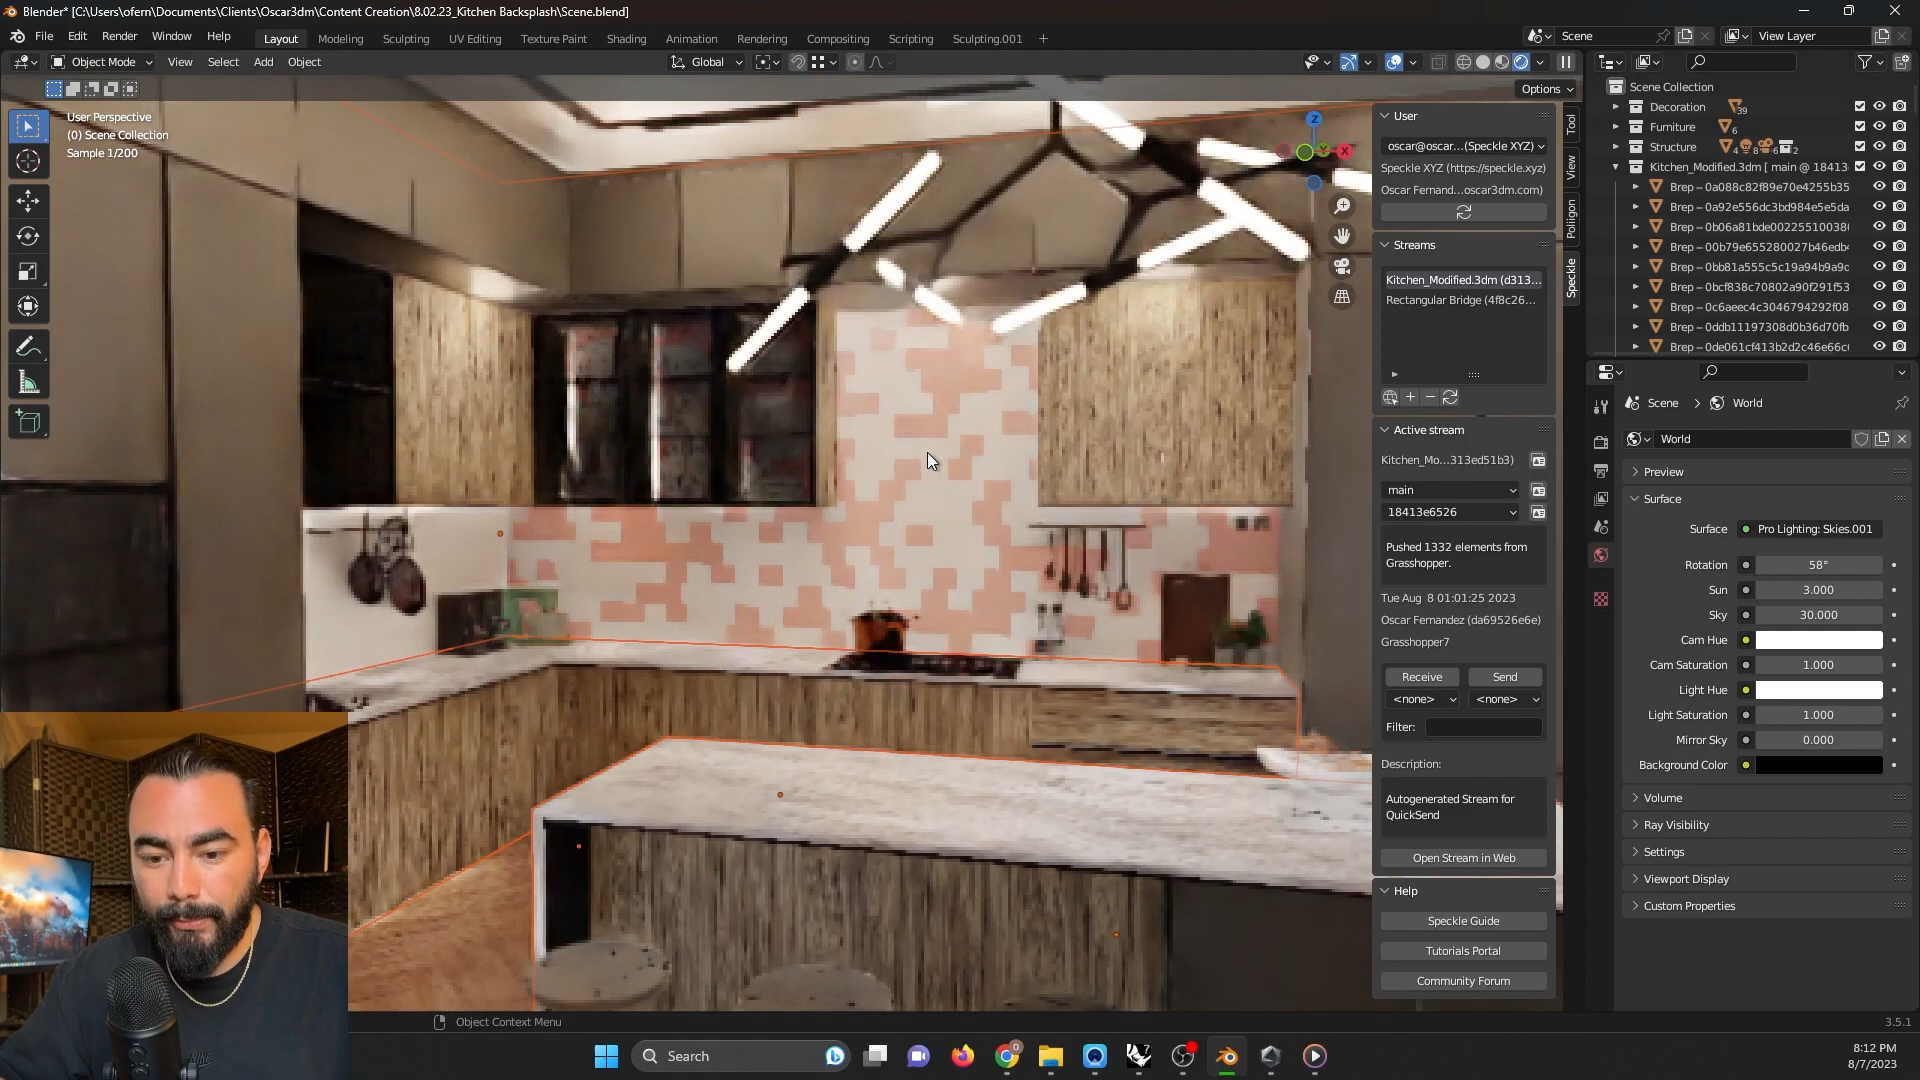 Blender* [C:\Users\ofern\Documents\Clients\Oscar3dm\Content Creation\8.02.23_Kitchen Backsplash\Scene.blend]
File Edit Render Window Help Layout Modeling Sculpting UV Editing Texture Paint Shading Animation Rendering Compositing Scripting Sculpting.001 + Scene View Layer
Object Mode View Select Add Object Global
Options
User Perspective
(0) Scene Collection
Sample 1/200
Z
X
User
oscar@oscar...(Speckle XYZ)
Speckle XYZ (https://speckle.xyz)
Oscar Fernand...oscar3dm.com)
Streams
Kitchen_Modified.3dm (d313...
Rectangular Bridge (4f8c26...
Active stream
Kitchen_Mo...313ed51b3)
main
18413e6526
Pushed 1332 elements from
Grasshopper.
Tue Aug 8 01:01:25 2023
Oscar Fernandez (da69526e6e)
Grasshopper7
Receive Send
<none> <none>
Filter:
Description:
Autogenerated Stream for
QuickSend
Open Stream in Web
Help
Speckle Guide
Tutorials Portal
Community Forum
Tool
View
Poliigon
Speckle
Scene Collection
Decoration 39
Furniture 6
Structure 4 8 6 2
Kitchen_Modified.3dm [ main @ 18413
Brep – 0a088c82f89e70e4255b35
Brep – 0a92e556dc3bd984e5e5da
Brep – 0b06a81bde002255100380
Brep – 00b79e655280027b46edb
Brep – 0bb81a555c5c19a94b9a9c
Brep – 0bcf838c70802a90f291f53
Brep – 0c6aeec4c3046794292f08
Brep – 0ddb11197308d0b36d70fb
Brep – 0de061cf413b2d2c46e66c
Scene > World
World
Preview
Surface
Surface Pro Lighting: Skies.001
Rotation 58°
Sun 3.000
Sky 30.000
Cam Hue
Cam Saturation 1.000
Light Hue
Light Saturation 1.000
Mirror Sky 0.000
Background Color
Volume
Ray Visibility
Settings
Viewport Display
Custom Properties
Object Context Menu
3.5.1
Search
0
8:12 PM
8/7/2023